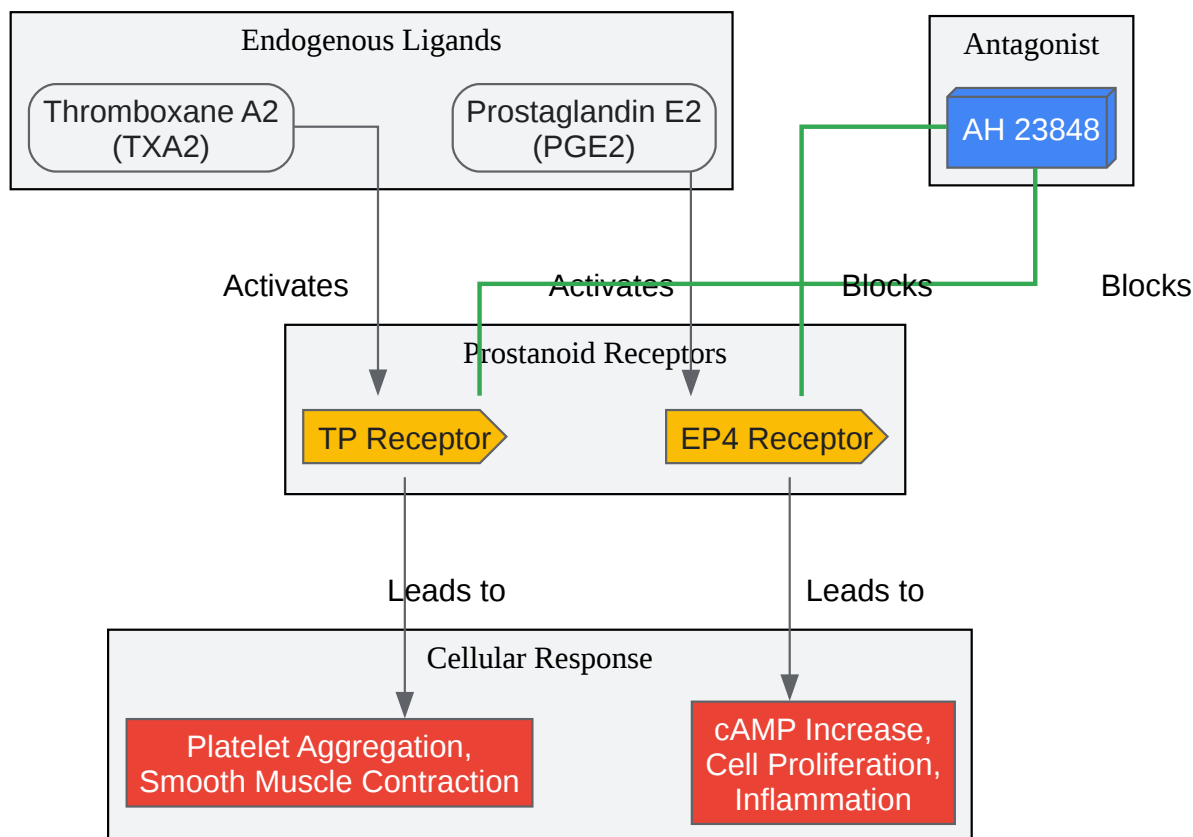 Endogenous Ligands
Antagonist
Thromboxane A2
(TXA2)
Prostaglandin E2
(PGE2)
AH 23848
Activates
Activates
Blocks
Blocks
Prostanoid Receptors
TP Receptor
EP4 Receptor
Leads to
Leads to
Cellular Response
Platelet Aggregation,
Smooth Muscle Contraction
cAMP Increase,
Cell Proliferation,
Inflammation